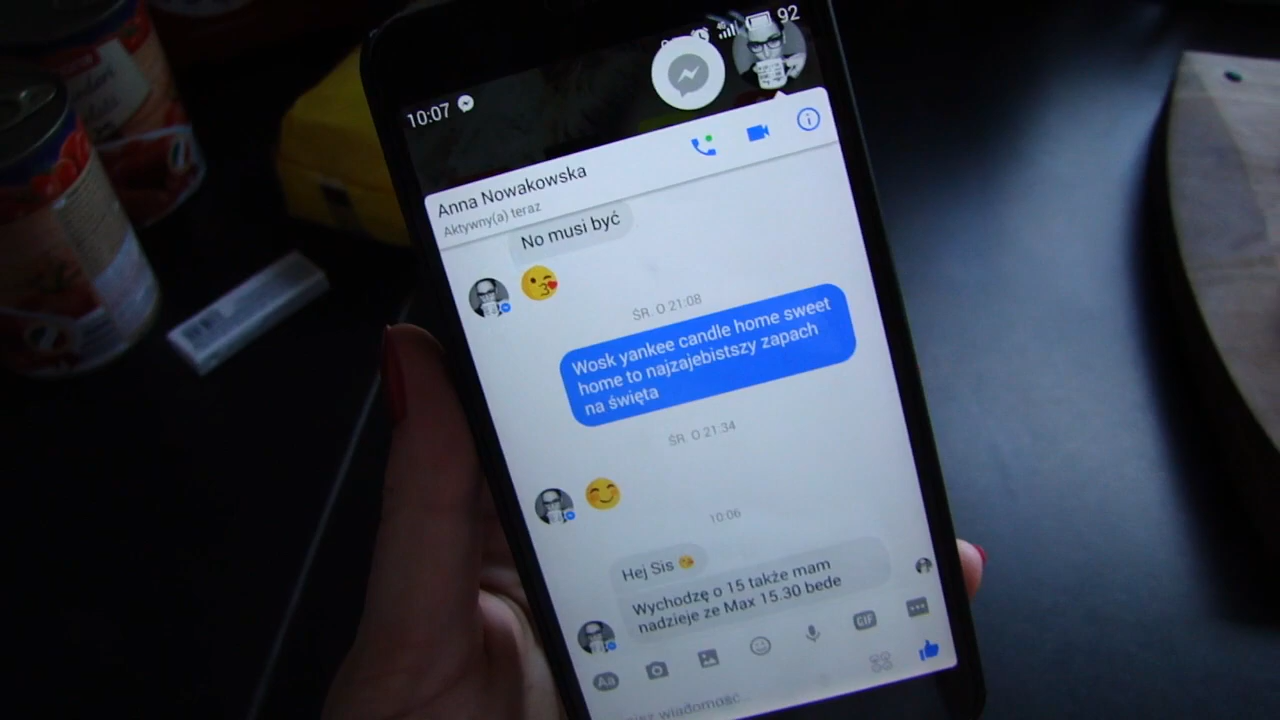 92
10:07
Anna Nowakowska
Aktywny(a) teraz
No musi być
ŚR. O 21:08
Wosk yankee candle home sweet
home to najzajebistszy zapach
na święta
ŚR. O 21:34
10:06
Hej Sis
Wychodzę o 15 także mam
nadzieje ze Max 15.30 bede
Aa
GIF
wiadomość...